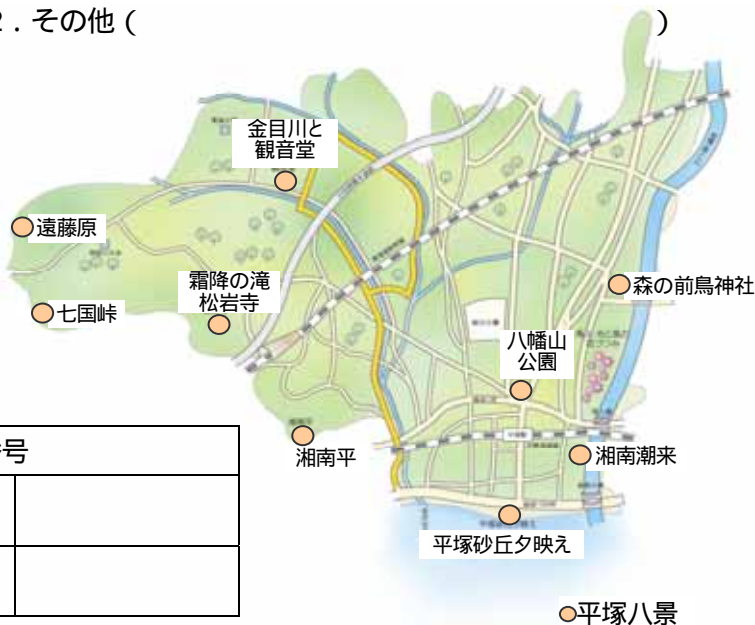 ２．その他（　　　　　　　　　　　　　　　　　）
金目川と
観音堂
遠藤原
霜降の滝
松岩寺
七国峠
森の前鳥神社
八幡山
公園
号
湘南平
湘南潮来
平塚砂丘夕映え
平塚八景